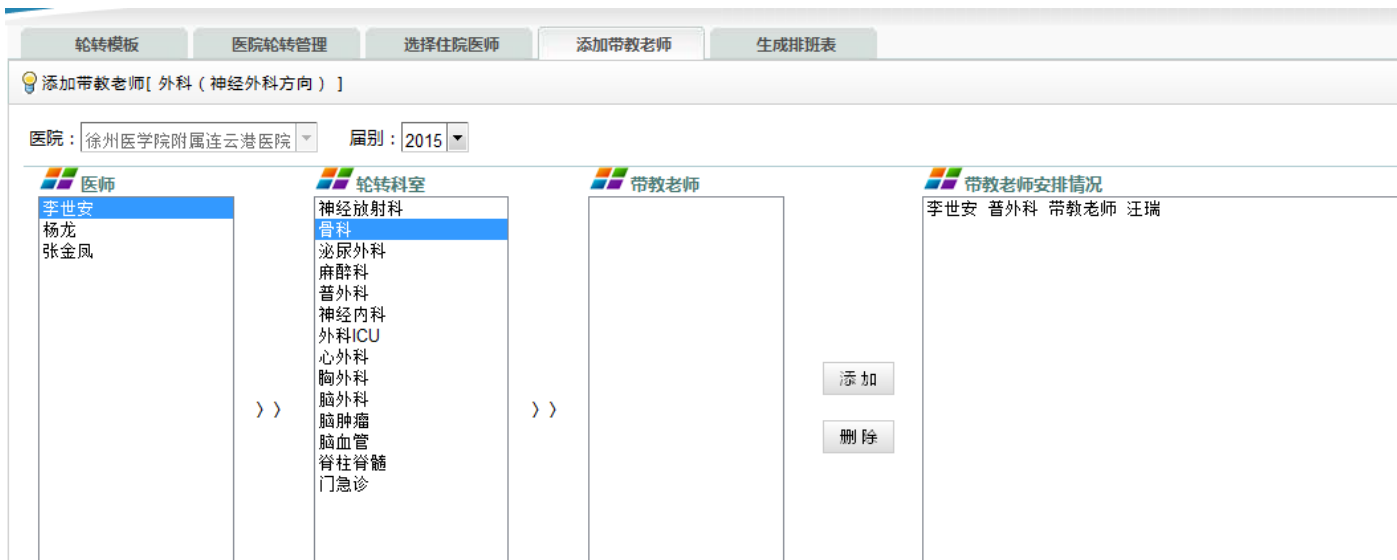 轮转模板 医院轮转管理 选择住院医师 添加带教老师 生成排班表
添加带教老师[ 外科（神经外科方向） ]
医院：徐州医学院附属连云港医院 届别：2015
医师
李世安
杨龙
张金凤
〉〉
轮转科室
神经放射科
骨科
泌尿外科
麻醉科
普外科
神经内科
外科ICU
心外科
胸外科
脑外科
脑肿瘤
脑血管
脊柱脊髓
门急诊
〉〉
带教老师
添 加
删 除
带教老师安排情况
李世安 普外科 带教老师 汪瑞